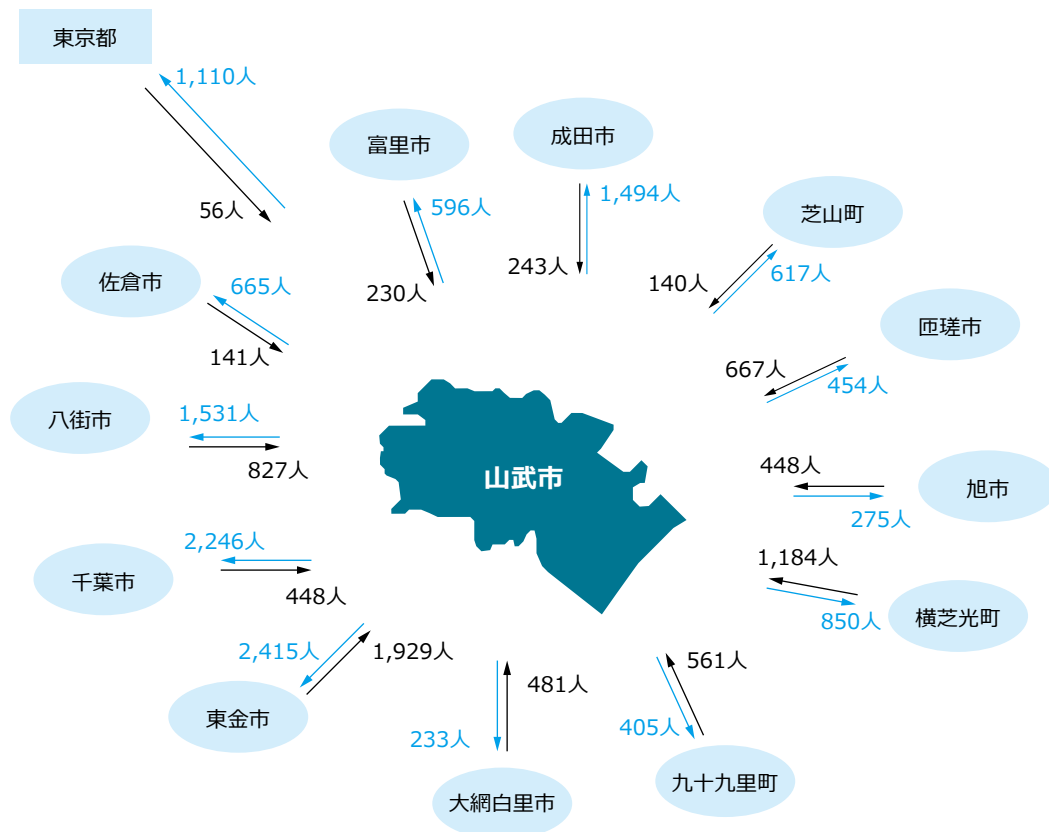 東京都
1,110人
56人
富里市
596人
230人
成田市
1,494人
243人
芝山町
140人
617人
佐倉市
665人
141人
匝瑳市
667人
454人
八街市
1,531人
827人
山武市
旭市
448人
275人
千葉市
2,246人
448人
横芝光町
1,184人
850人
東金市
2,415人
1,929人
大網白里市
481人
233人
九十九里町
561人
405人